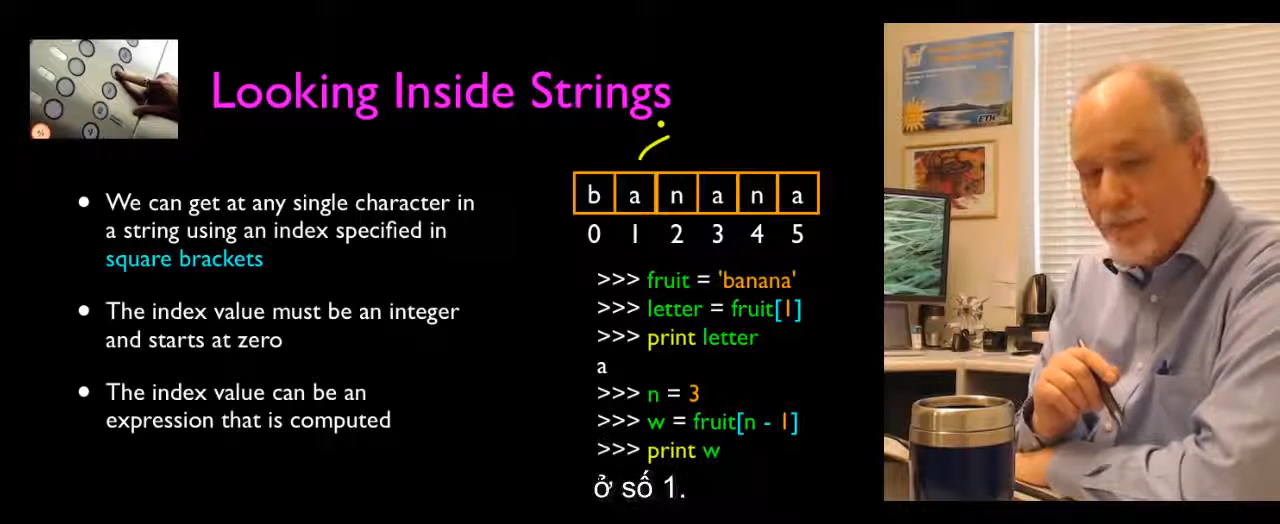 Looking Inside Strings
• We can get at any single character in
a string using an index specified in
square brackets
• The index value must be an integer
and starts at zero
• The index value can be an
expression that is computed
b a n a n a
0 1 2 3 4 5
>>> fruit = 'banana'
>>> letter = fruit[1]
>>> print letter
a
>>> n = 3
>>> w = fruit[n - 1]
>>> print w
ở số 1.
ETH